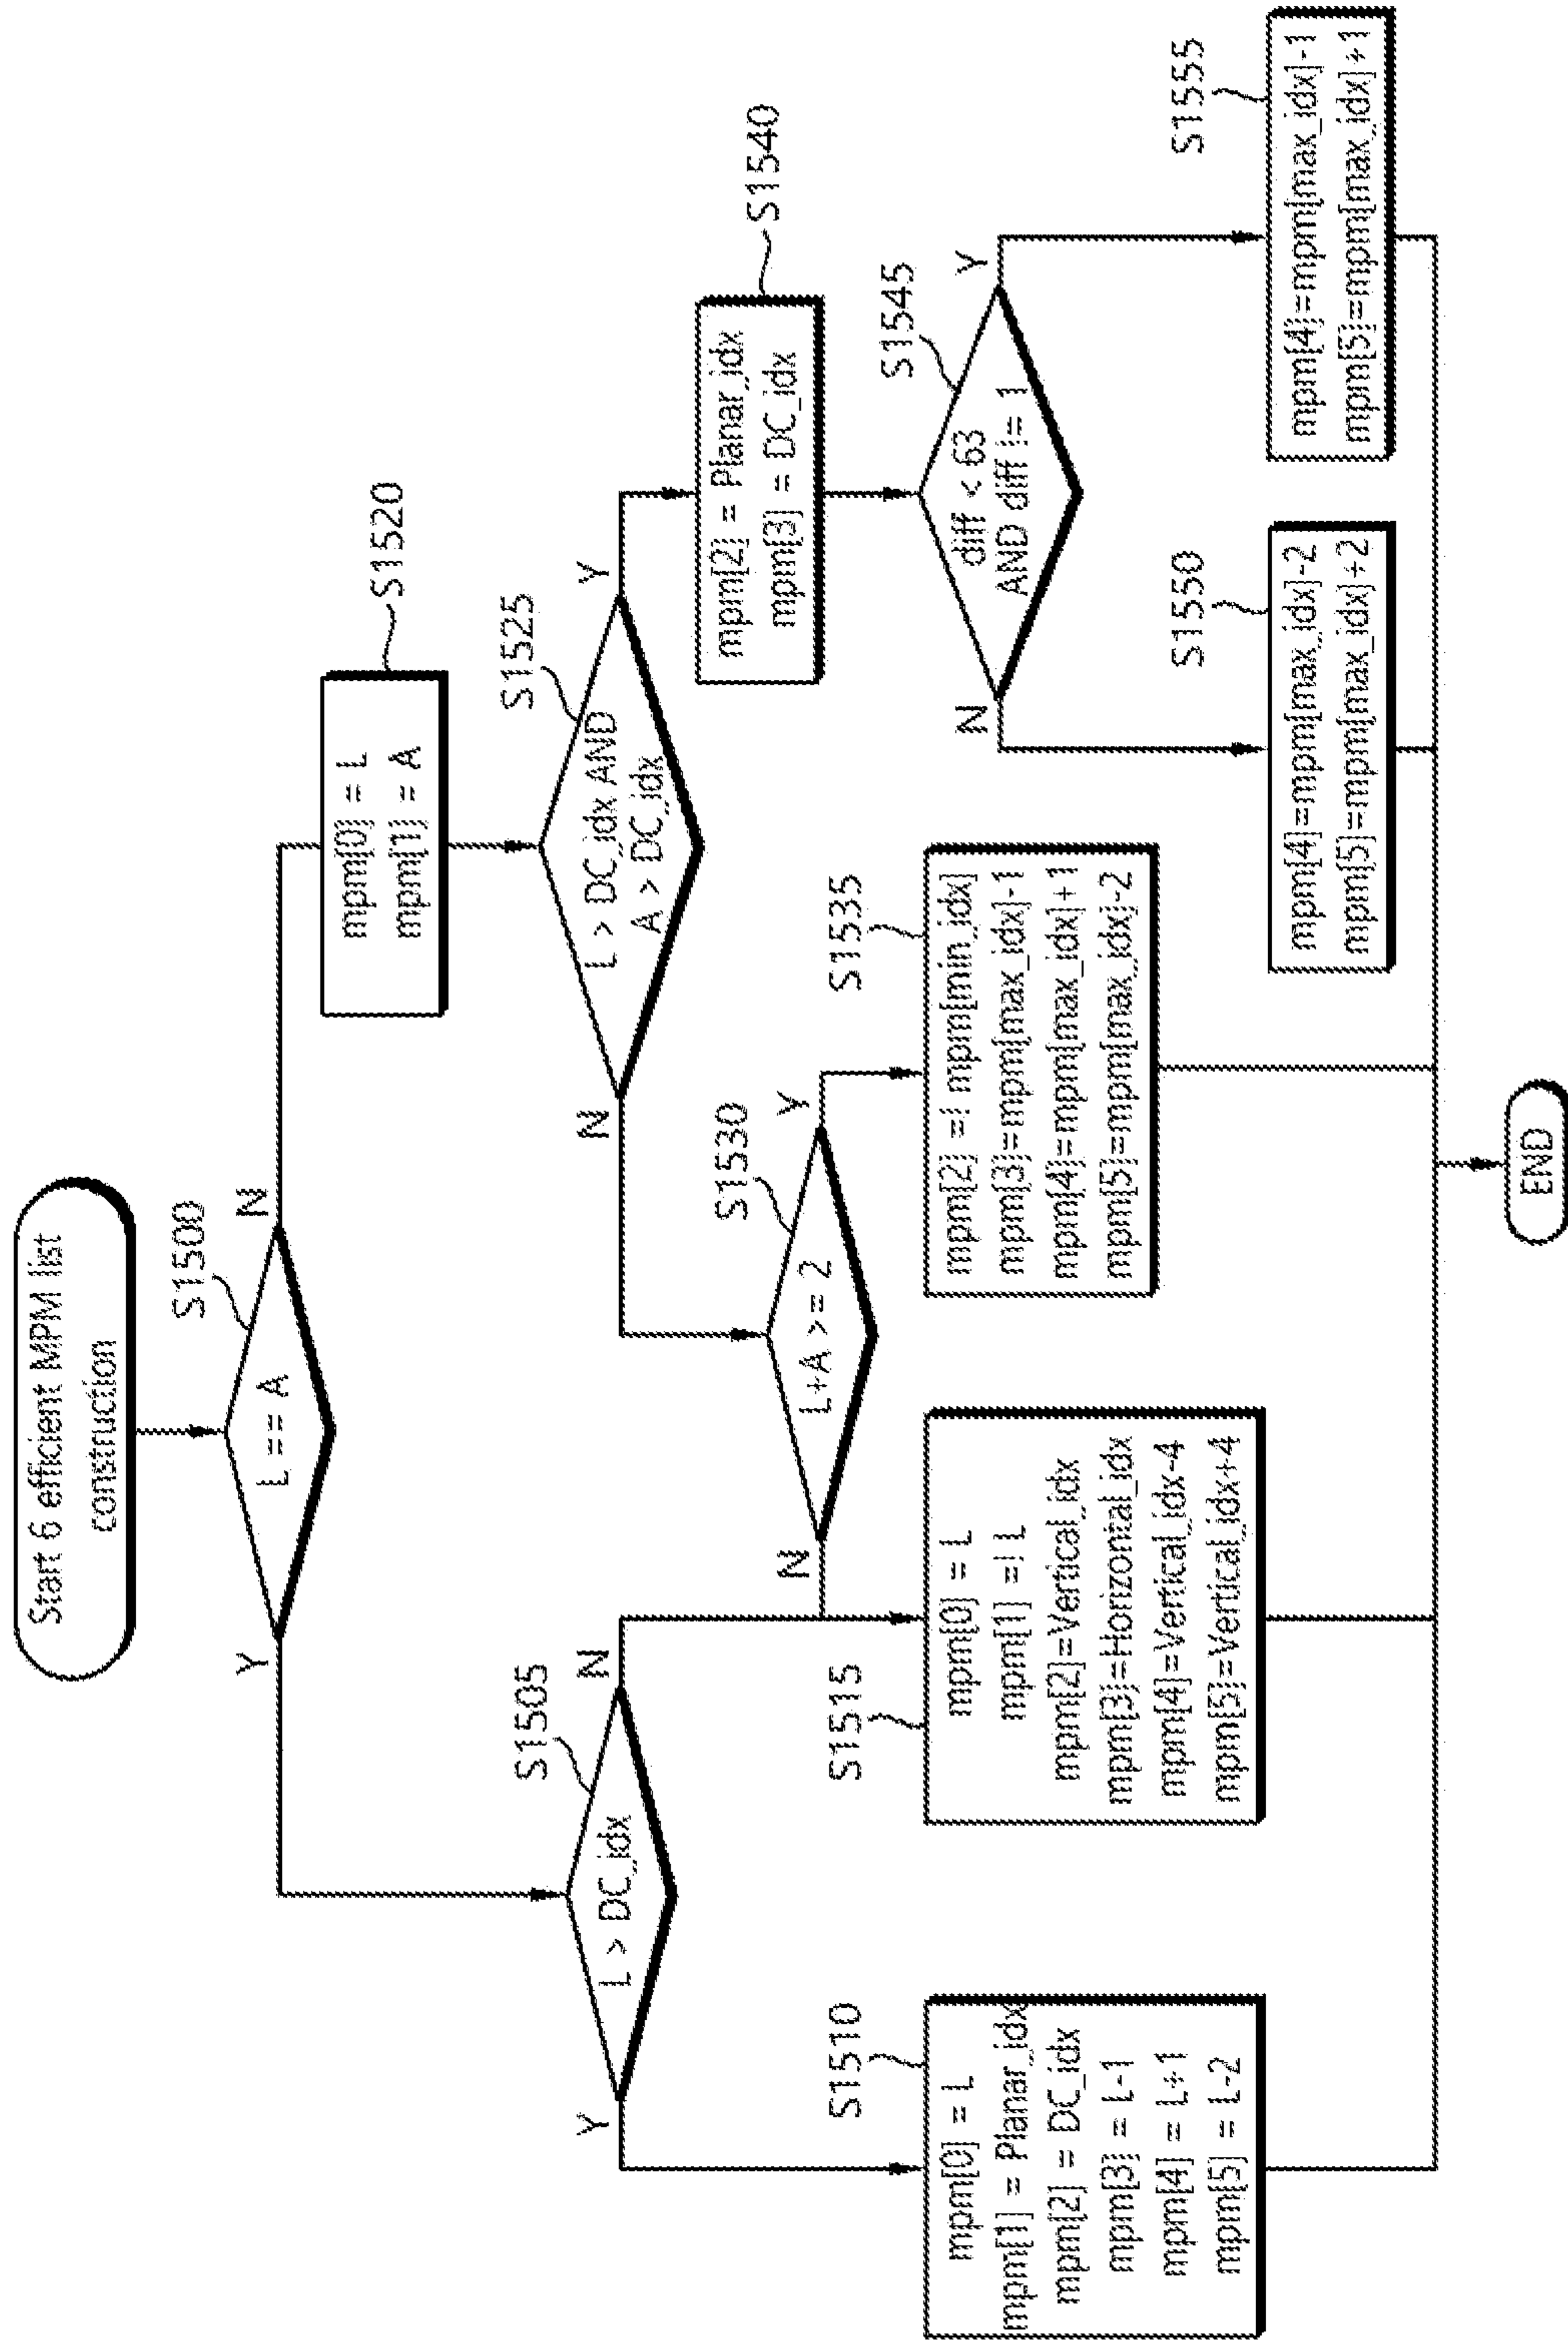 Start 6 efficient MPM list
construction
S1500
L == A
Y
N
S1505
L > DC_idx
Y
N
S1510
mpm[0] = L
mpm[1] = Planar_idx
mpm[2] = DC_idx
mpm[3] = L-1
mpm[4] = L+1
mpm[5] = L-2
S1515
mpm[0] = L
mpm[1] =! L
mpm[2]=Vertical_idx
mpm[3]=Horizontal_idx
mpm[4]=Vertical_idx-4
mpm[5]=Vertical_idx+4
S1520
mpm[0] = L
mpm[1] = A
S1525
L > DC_idx AND
A > DC_idx
N
Y
S1530
L+A >= 2
N
Y
S1535
mpm[2] =! mpm[min_idx]
mpm[3]=mpm[max_idx]-1
mpm[4]=mpm[max_idx]+1
mpm[5]=mpm[max_idx]-2
S1540
mpm[2] = Planar_idx
mpm[3] = DC_idx
S1545
diff < 63
AND diff != 1
N
Y
S1550
mpm[4]=mpm[max_idx]-2
mpm[5]=mpm[max_idx]+2
S1555
mpm[4]=mpm[max_idx]-1
mpm[5]=mpm[max_idx]+1
END